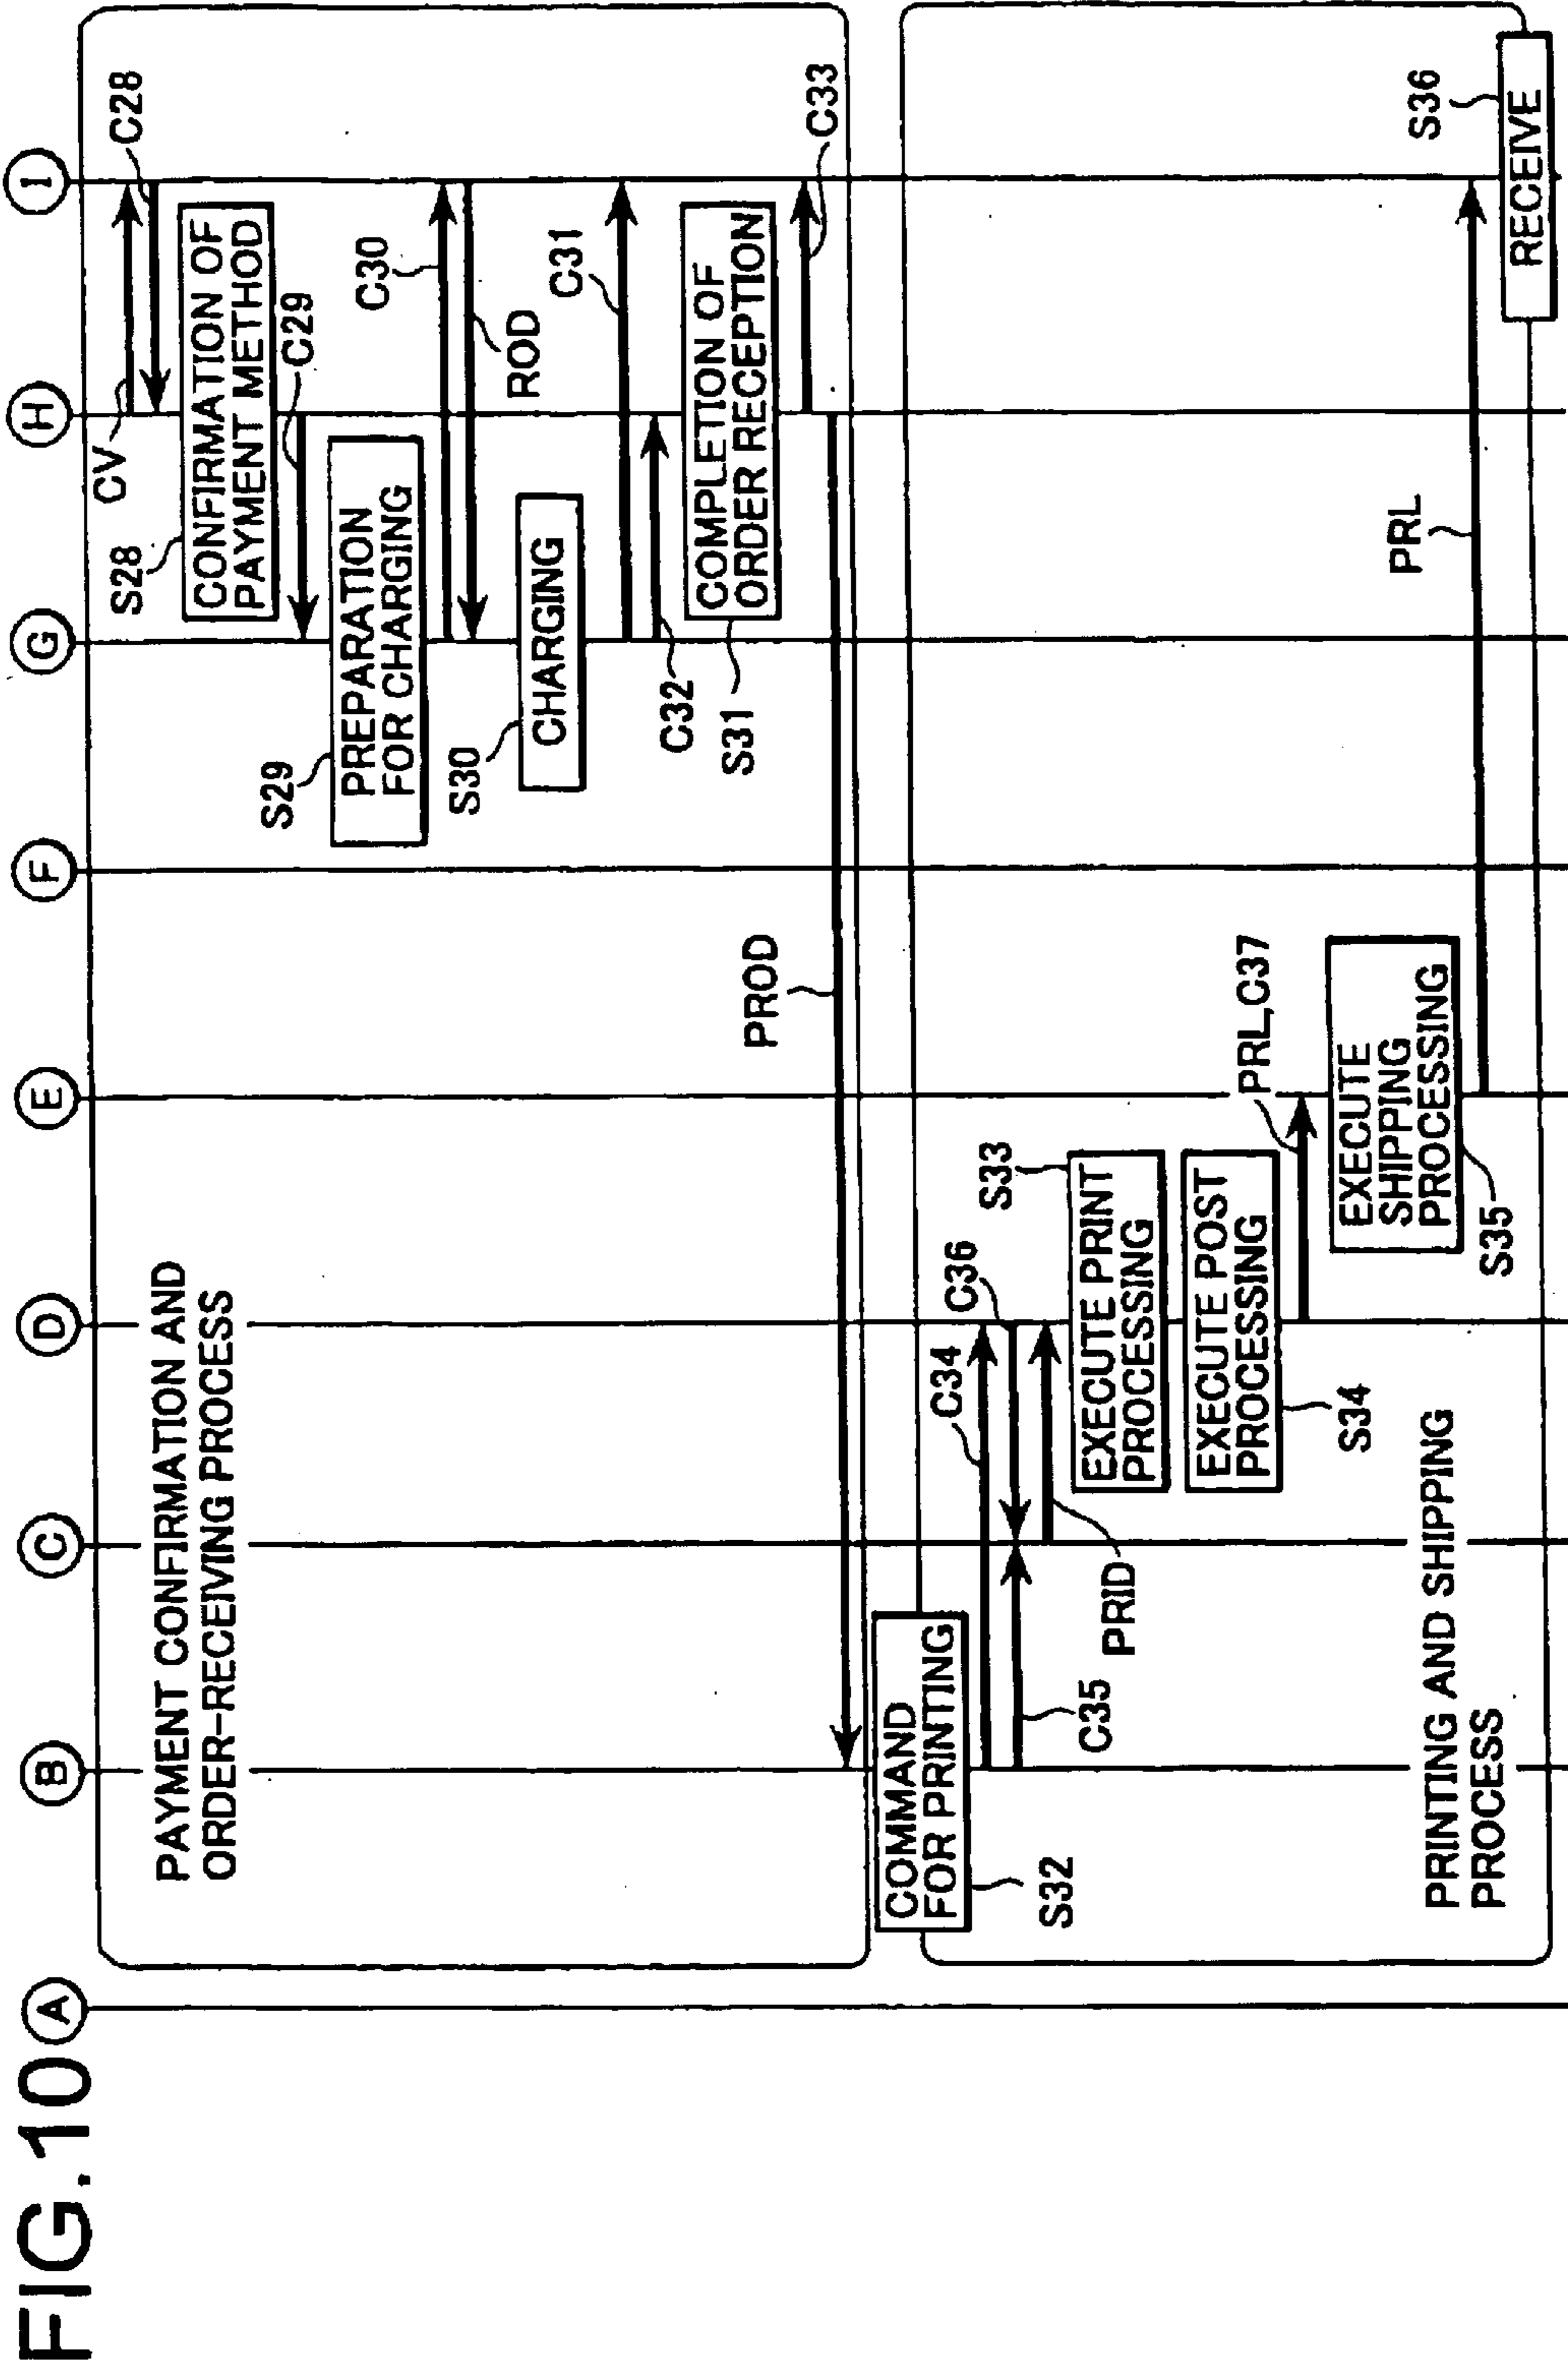 FIG.10
A
B
C
D
E
F
G
H
I
PAYMENT CONFIRMATION AND
ORDER-RECEIVING PROCESS
CV
C28
S28
CONFIRMATION OF
PAYMENT METHOD
C29
S29
PREPARATION
FOR CHARGING
C30
ROD
S30
CHARGING
C31
C32
S31
COMPLETION OF
ORDER RECEPTION
C33
PROD
COMMAND
FOR PRINTING
S32
C34
C36
C35
PRID
S33
EXECUTE PRINT
PROCESSING
EXECUTE POST
PROCESSING
S34
PRL,C37
EXECUTE
SHIPPING
PROCESSING
S35
PRL
S36
RECEIVE
PRINTING AND SHIPPING
PROCESS